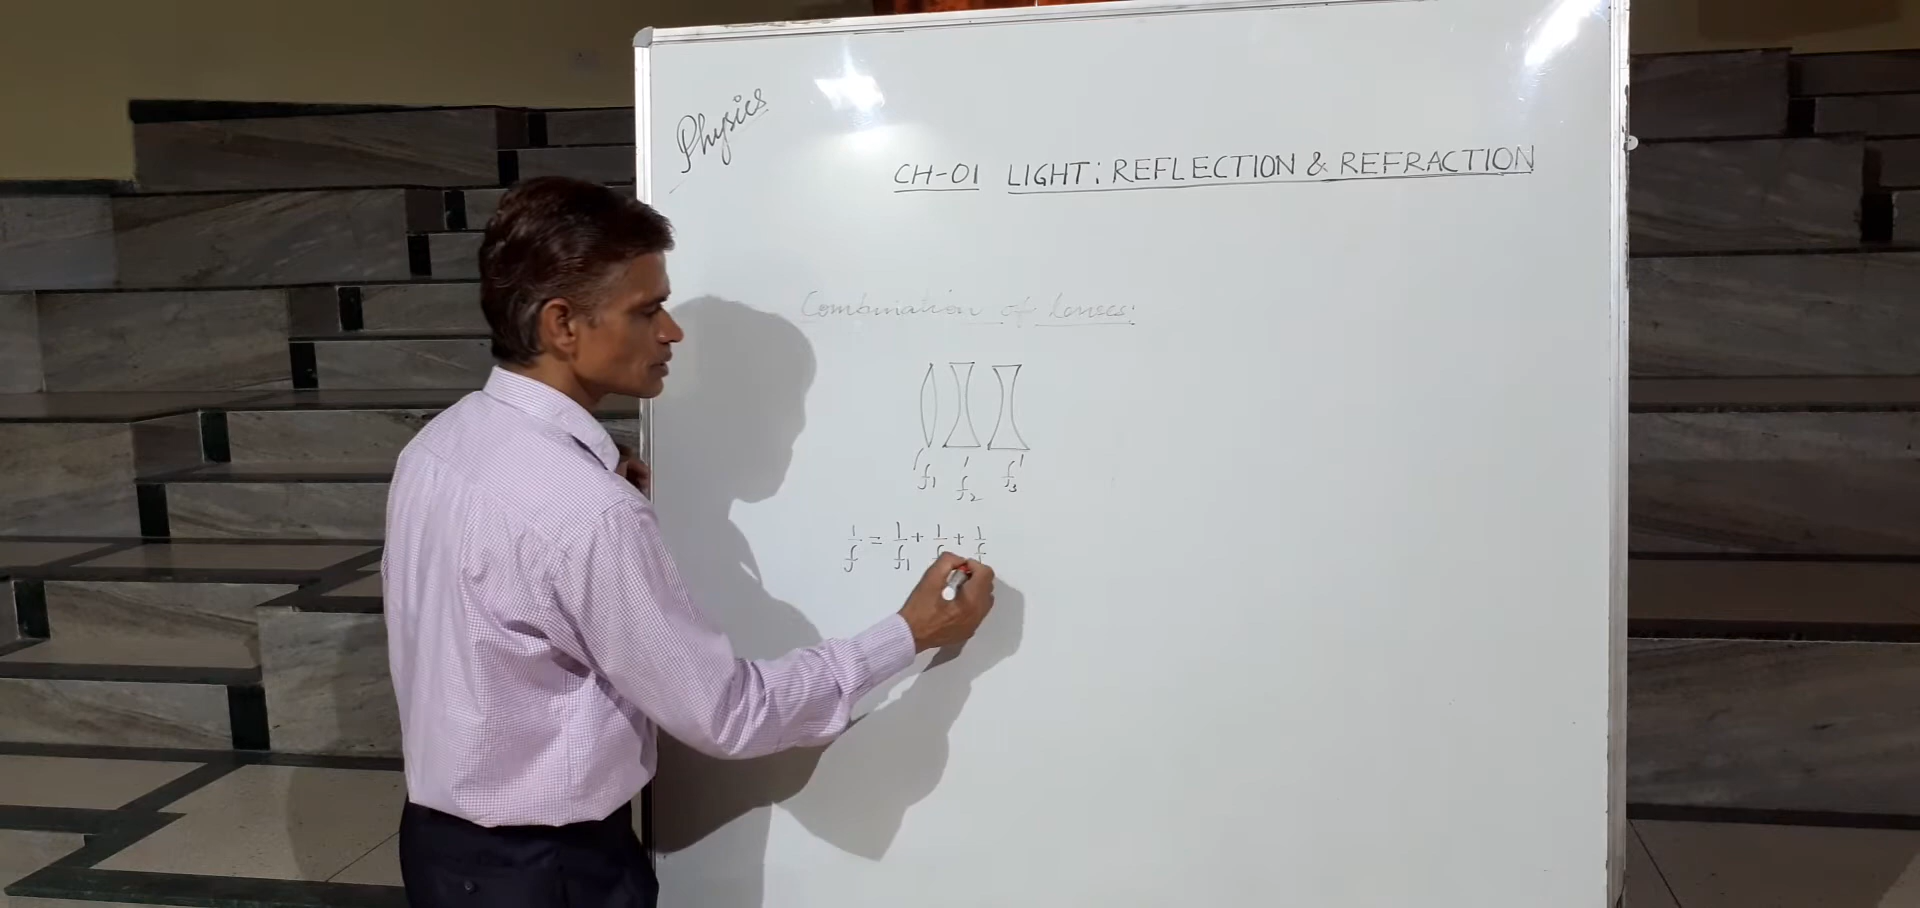 Physics
CH-01 LIGHT: REFLECTION & REFRACTION
Combination of Lenses:
f₁ f₂ f₃
1/f = 1/f₁ + 1/f + 1/f